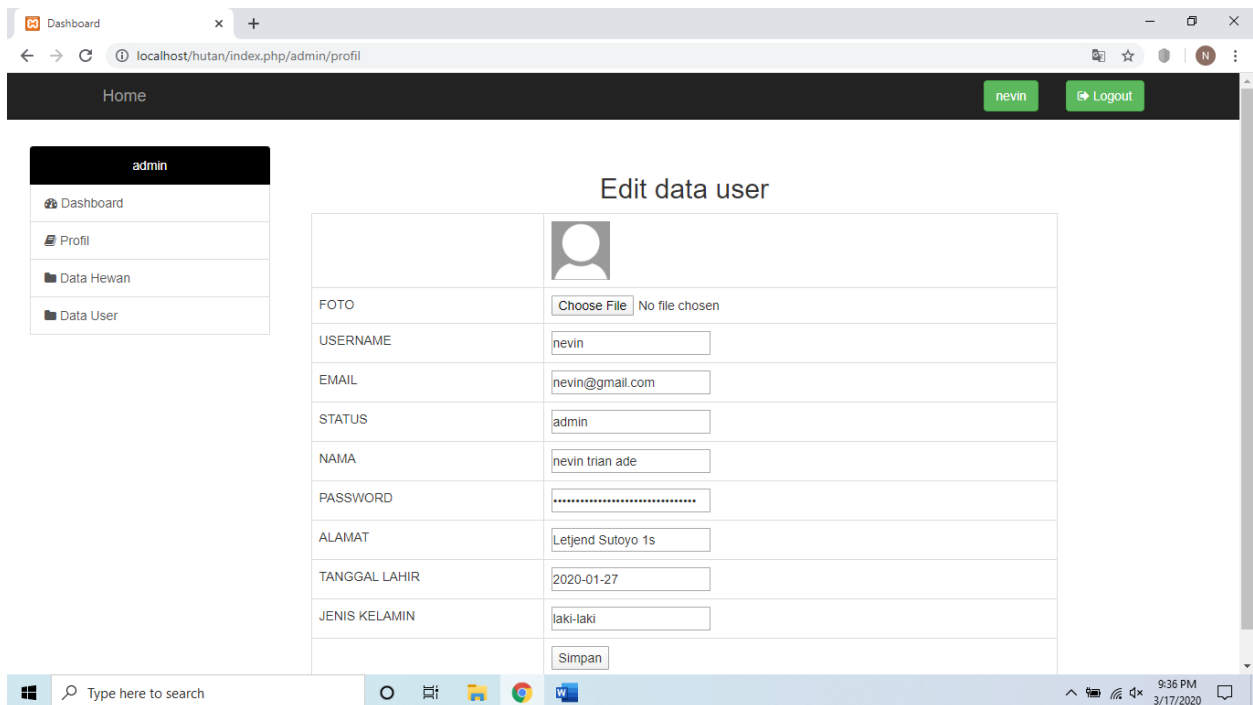 Dashboard
localhost/hutan/index.php/admin/profil
N
Home
nevin
Logout
admin
Dashboard
Profil
Data Hewan
Data User
Edit data user
FOTO
Choose File No file chosen
USERNAME
nevin
EMAIL
nevin@gmail.com
STATUS
admin
NAMA
nevin trian ade
PASSWORD
••••••••••••••••••••••••••••••••
ALAMAT
Letjend Sutoyo 1s
TANGGAL LAHIR
2020-01-27
JENIS KELAMIN
laki-laki
Simpan
Type here to search
W
9:36 PM
3/17/2020